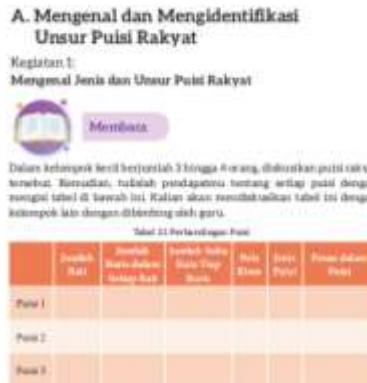 A. Mengenal dan Mengidentifikasi
Unsur Puisi Rakyat
Kegiatan 1:
Mengenal Jenis dan Unsur Puisi Rakyat
Membaca
Dalam kelompok kecil berjumlah 3 hingga 4 orang, diskusikan puisi
tersebut. Kemudian, tulislah pendapatmu tentang setiap puisi
mengisi tabel di bawah ini. Kalian akan mendiskusikan tabel ini
kelompok lain dengan dibimbing oleh guru.
Perbandingan Puisi
Jumlah Bait
Jumlah Baris dalam Setiap Bait
Jumlah Suku Kata Tiap Baris
Pola Rima
Jenis Puisi
Pesan dalam Puisi
Puisi 1
Puisi 2
Puisi 3